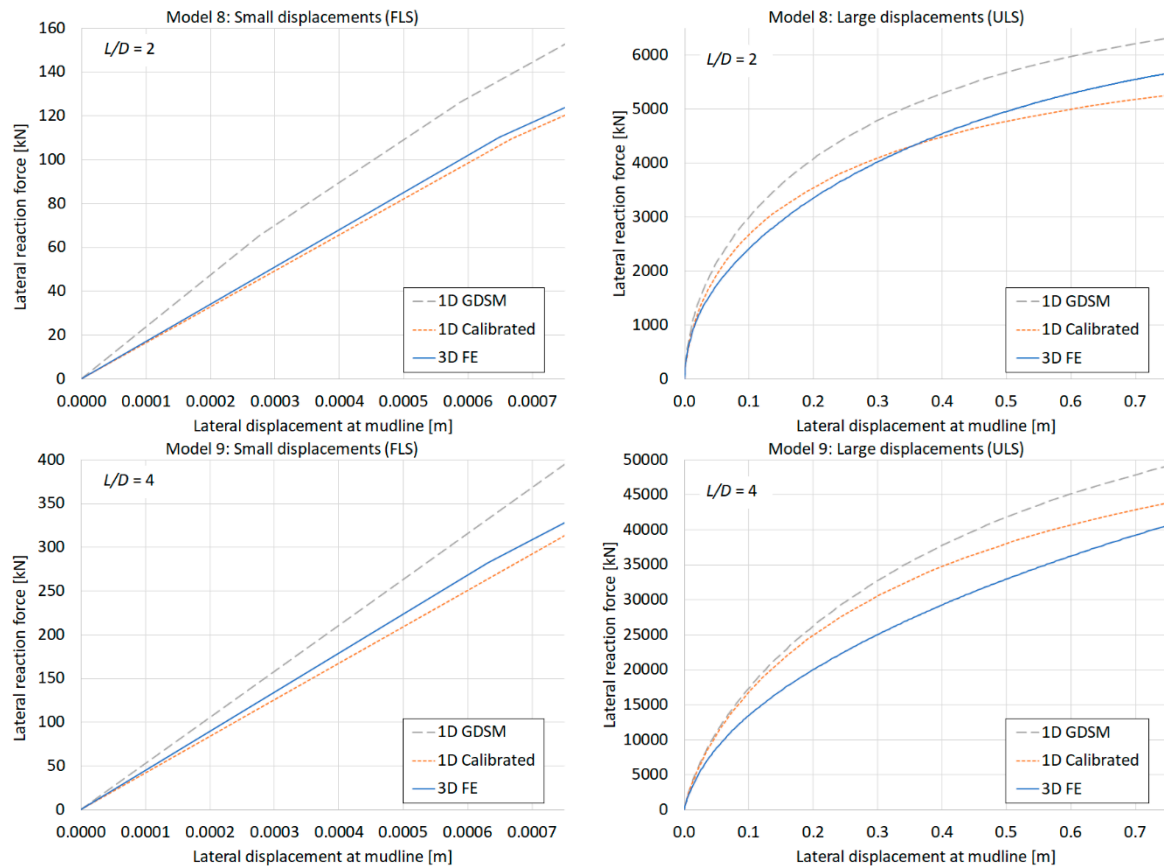 Model 8: Small displacements (FLS)
L/D = 2
Lateral reaction force [kN]
160
140
120
100
80
60
40
20
0
1D GDSM
1D Calibrated
3D FE
0.0000 0.0001 0.0002 0.0003 0.0004 0.0005 0.0006 0.0007
Lateral displacement at mudline [m]
Model 8: Large displacements (ULS)
L/D = 2
Lateral reaction force [kN]
6000
5000
4000
3000
2000
1000
0
1D GDSM
1D Calibrated
3D FE
0.0 0.1 0.2 0.3 0.4 0.5 0.6 0.7
Lateral displacement at mudline [m]
Model 9: Small displacements (FLS)
L/D = 4
Lateral reaction force [kN]
400
350
300
250
200
150
100
50
0
1D GDSM
1D Calibrated
3D FE
0.0000 0.0001 0.0002 0.0003 0.0004 0.0005 0.0006 0.0007
Lateral displacement at mudline [m]
Model 9: Large displacements (ULS)
L/D = 4
Lateral reaction force [kN]
50000
45000
40000
35000
30000
25000
20000
15000
10000
5000
0
1D GDSM
1D Calibrated
3D FE
0.0 0.1 0.2 0.3 0.4 0.5 0.6 0.7
Lateral displacement at mudline [m]